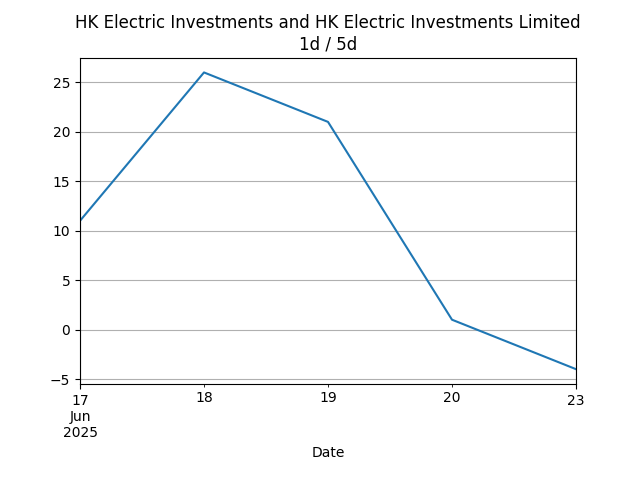 HK Electric Investments and HK Electric Investments Limited
1d / 5d
25
20
15
10
5
0
−5
17 18 19 20 23
Jun
2025
Date